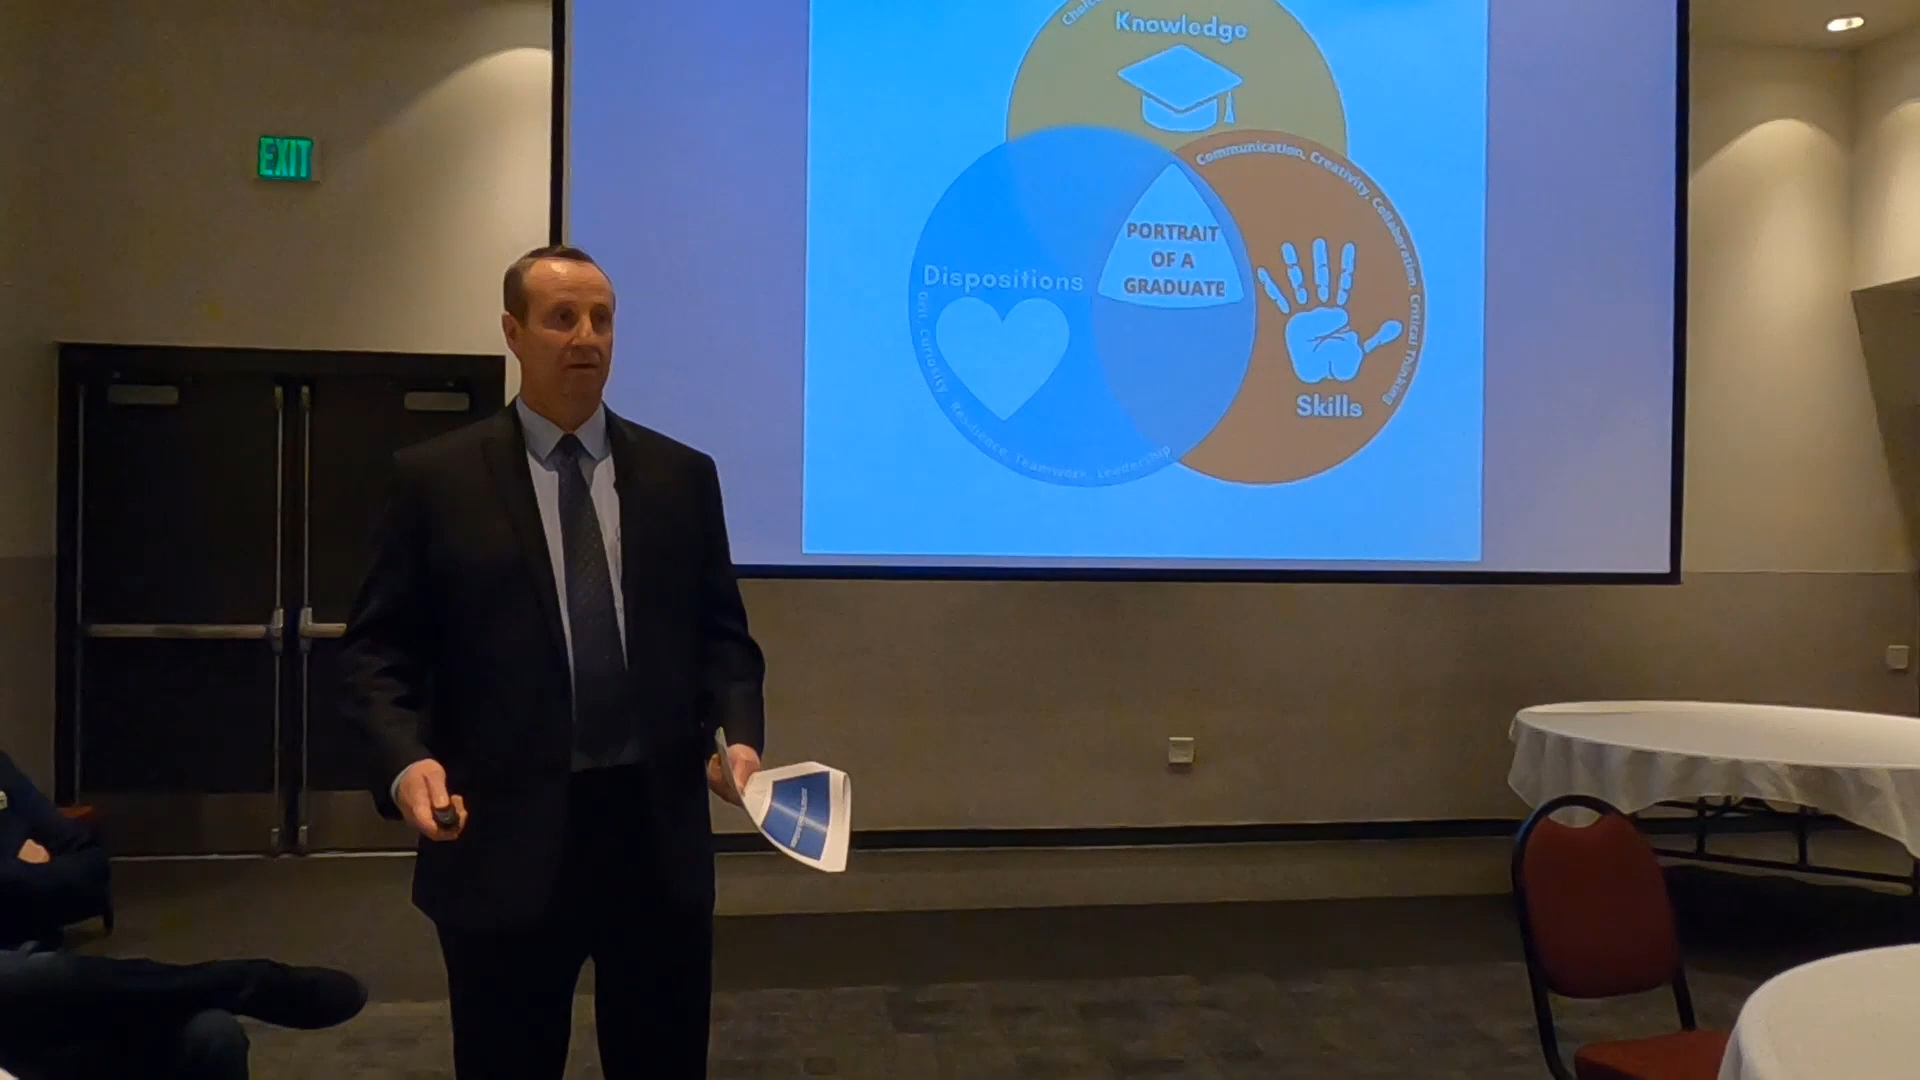 Knowledge
EXIT
Communication, Creativity, Collaboration, Critical Thinking
PORTRAIT
OF A
GRADUATE
Dispositions
Grit, Curiosity, Resilience, Teamwork, Leadership
Skills